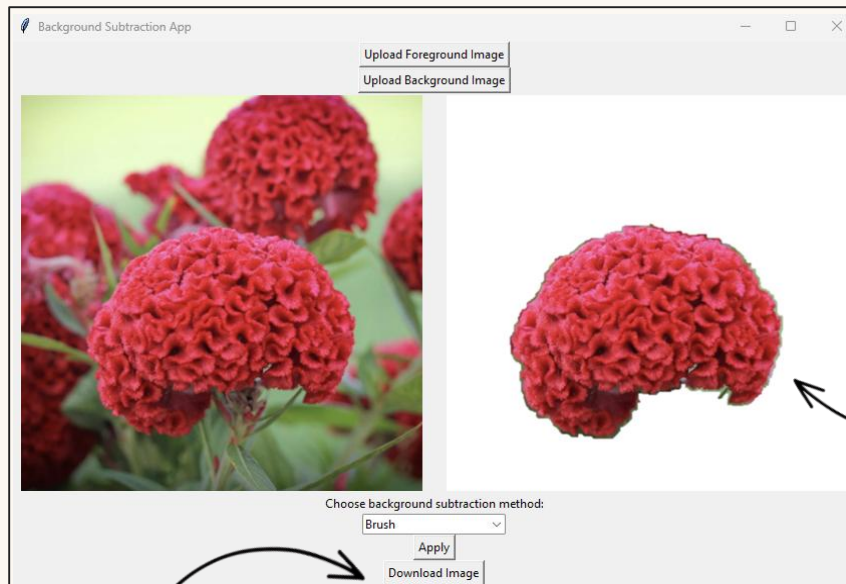 Background Subtraction App
Upload Foreground Image
Upload Background Image
Choose background subtraction method:
Brush
Apply
Download Image